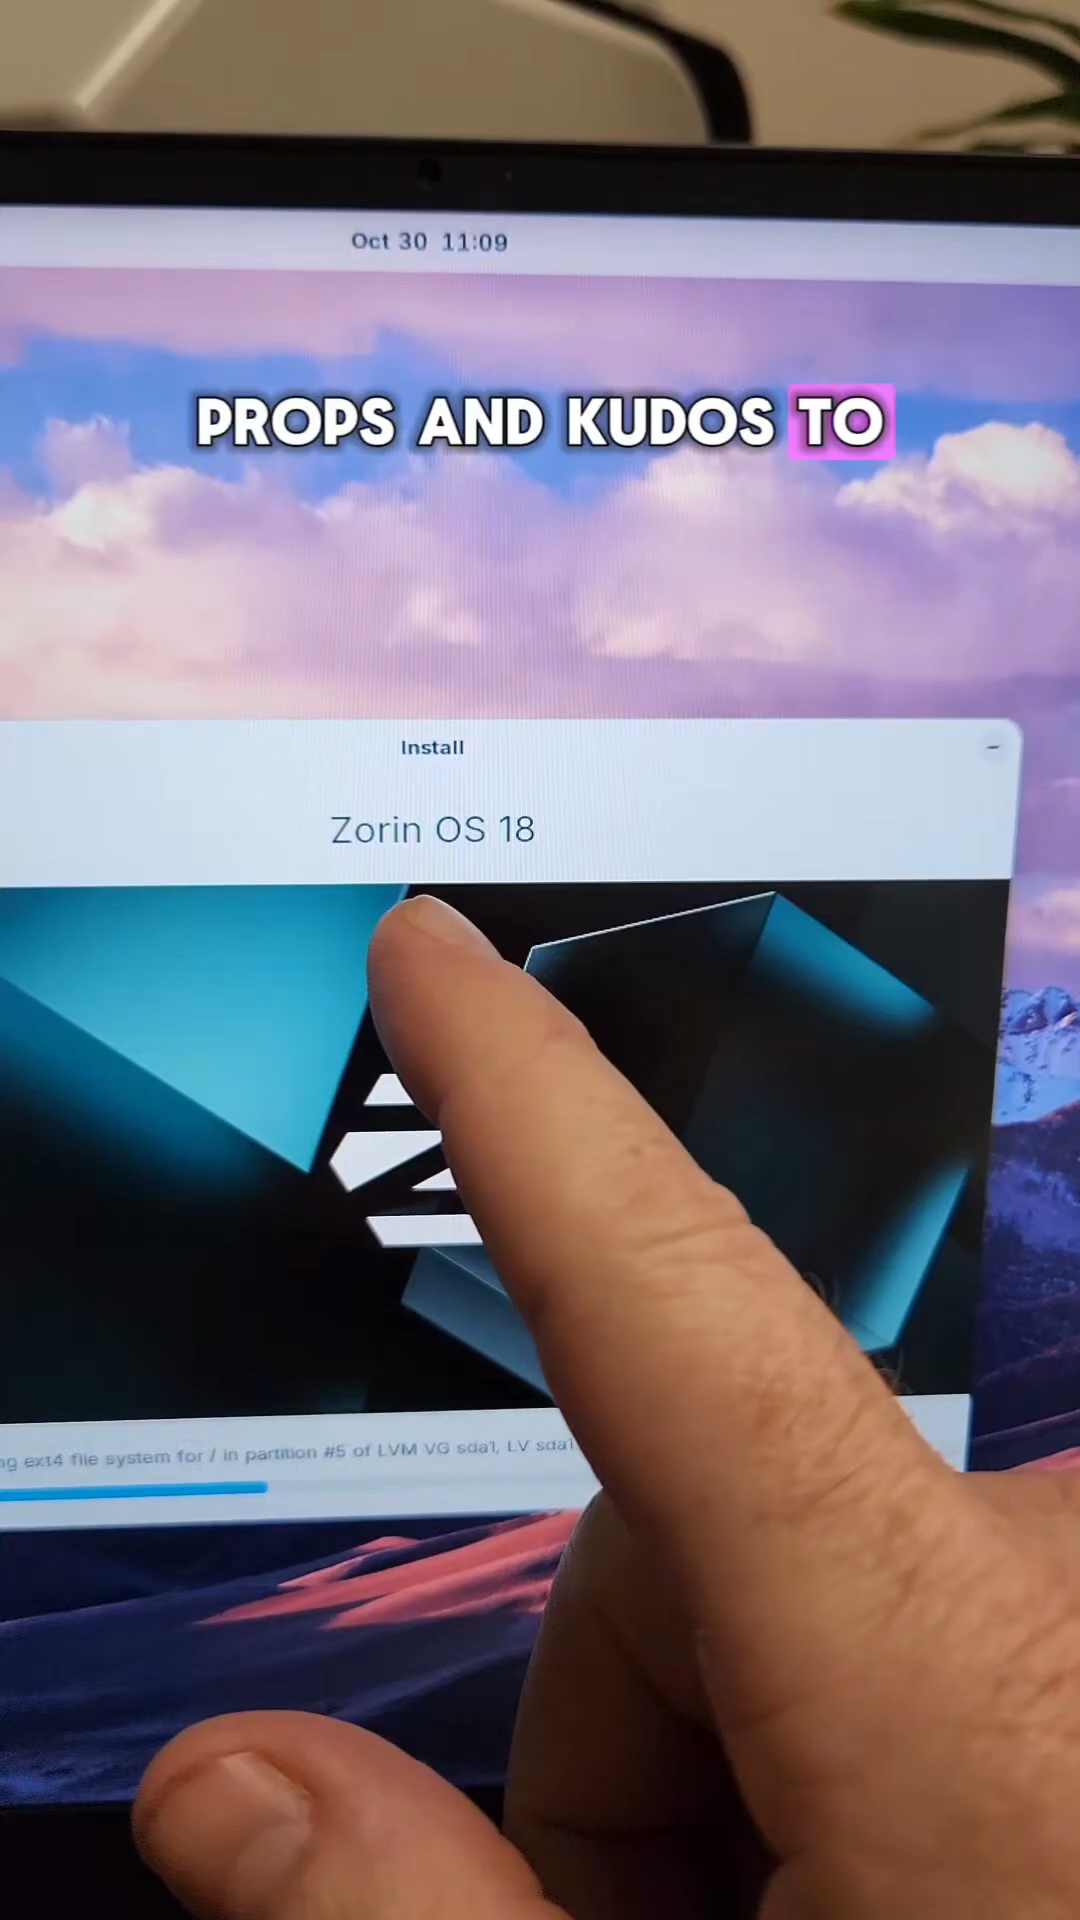 Oct 30 11:09
PROPS AND KUDOS TO
Install
Zorin OS 18
ext4 file system for / in partition #5 of LVM VG sda1, LV sda1